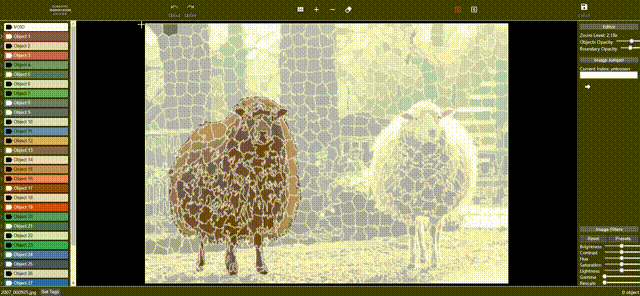 Ctrl+Z
Ctrl+Y
VOID
Object 1
Object 2
Object 3
Object 4
Object 5
Object 6
Object 7
Object 8
Object 9
Object 10
Object 11
Object 12
Object 13
Object 14
Object 15
Object 16
Object 17
Object 18
Object 19
Object 20
Object 21
Object 22
Object 23
Object 24
Object 25
Object 26
Object 27
Editor
Zoom Level: 2.18x
Objects Opacity
Boundary Opacity
Image Jumper
Current Index: unknown
Image Filters
Reset
Presets
Brightness
Contrast
Hue
Saturation
Lightness
Gamma
Rescale
2007_000925.jpg
Set Tags
0 object